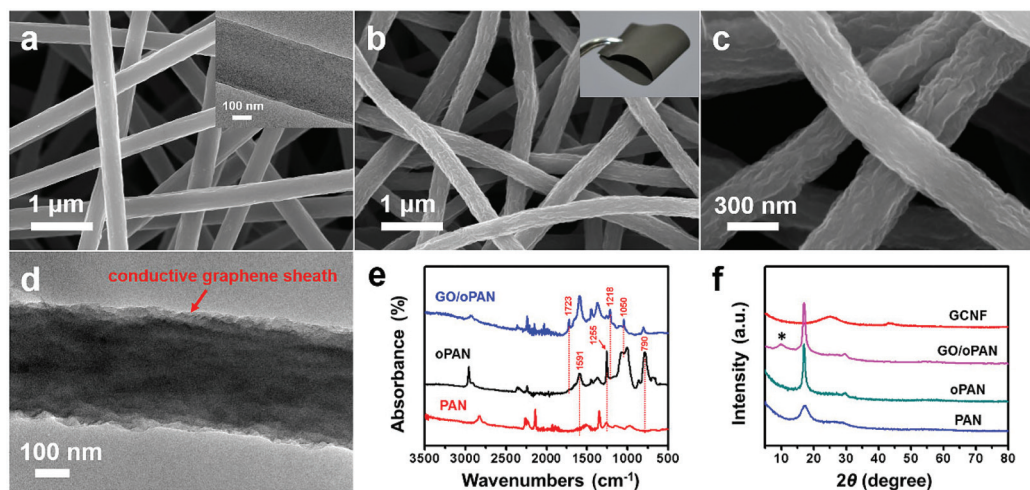 a
100 nm
1 µm
b
1 µm
c
300 nm
d
conductive graphene sheath
100 nm
e
GO/oPAN
oPAN
PAN
1723
1591
1255
1218
1050
790
Absorbance (%)
3500 3000 2500 2000 1500 1000 500
Wavenumbers (cm⁻¹)
f
GCNF
GO/oPAN
*
oPAN
PAN
Intensity (a.u.)
10 20 30 40 50 60 70 80
2θ (degree)